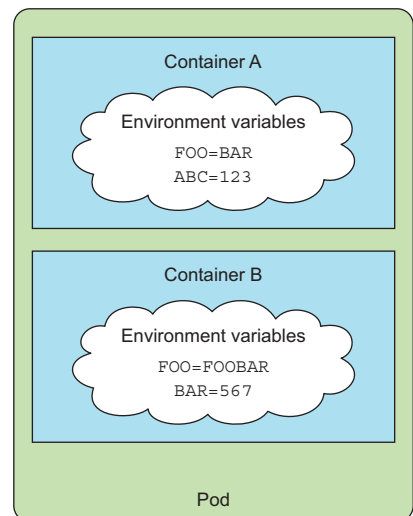 Container A
Environment variables
FOO=BAR
ABC=123
Container B
Environment variables
FOO=FOOBAR
BAR=567
Pod